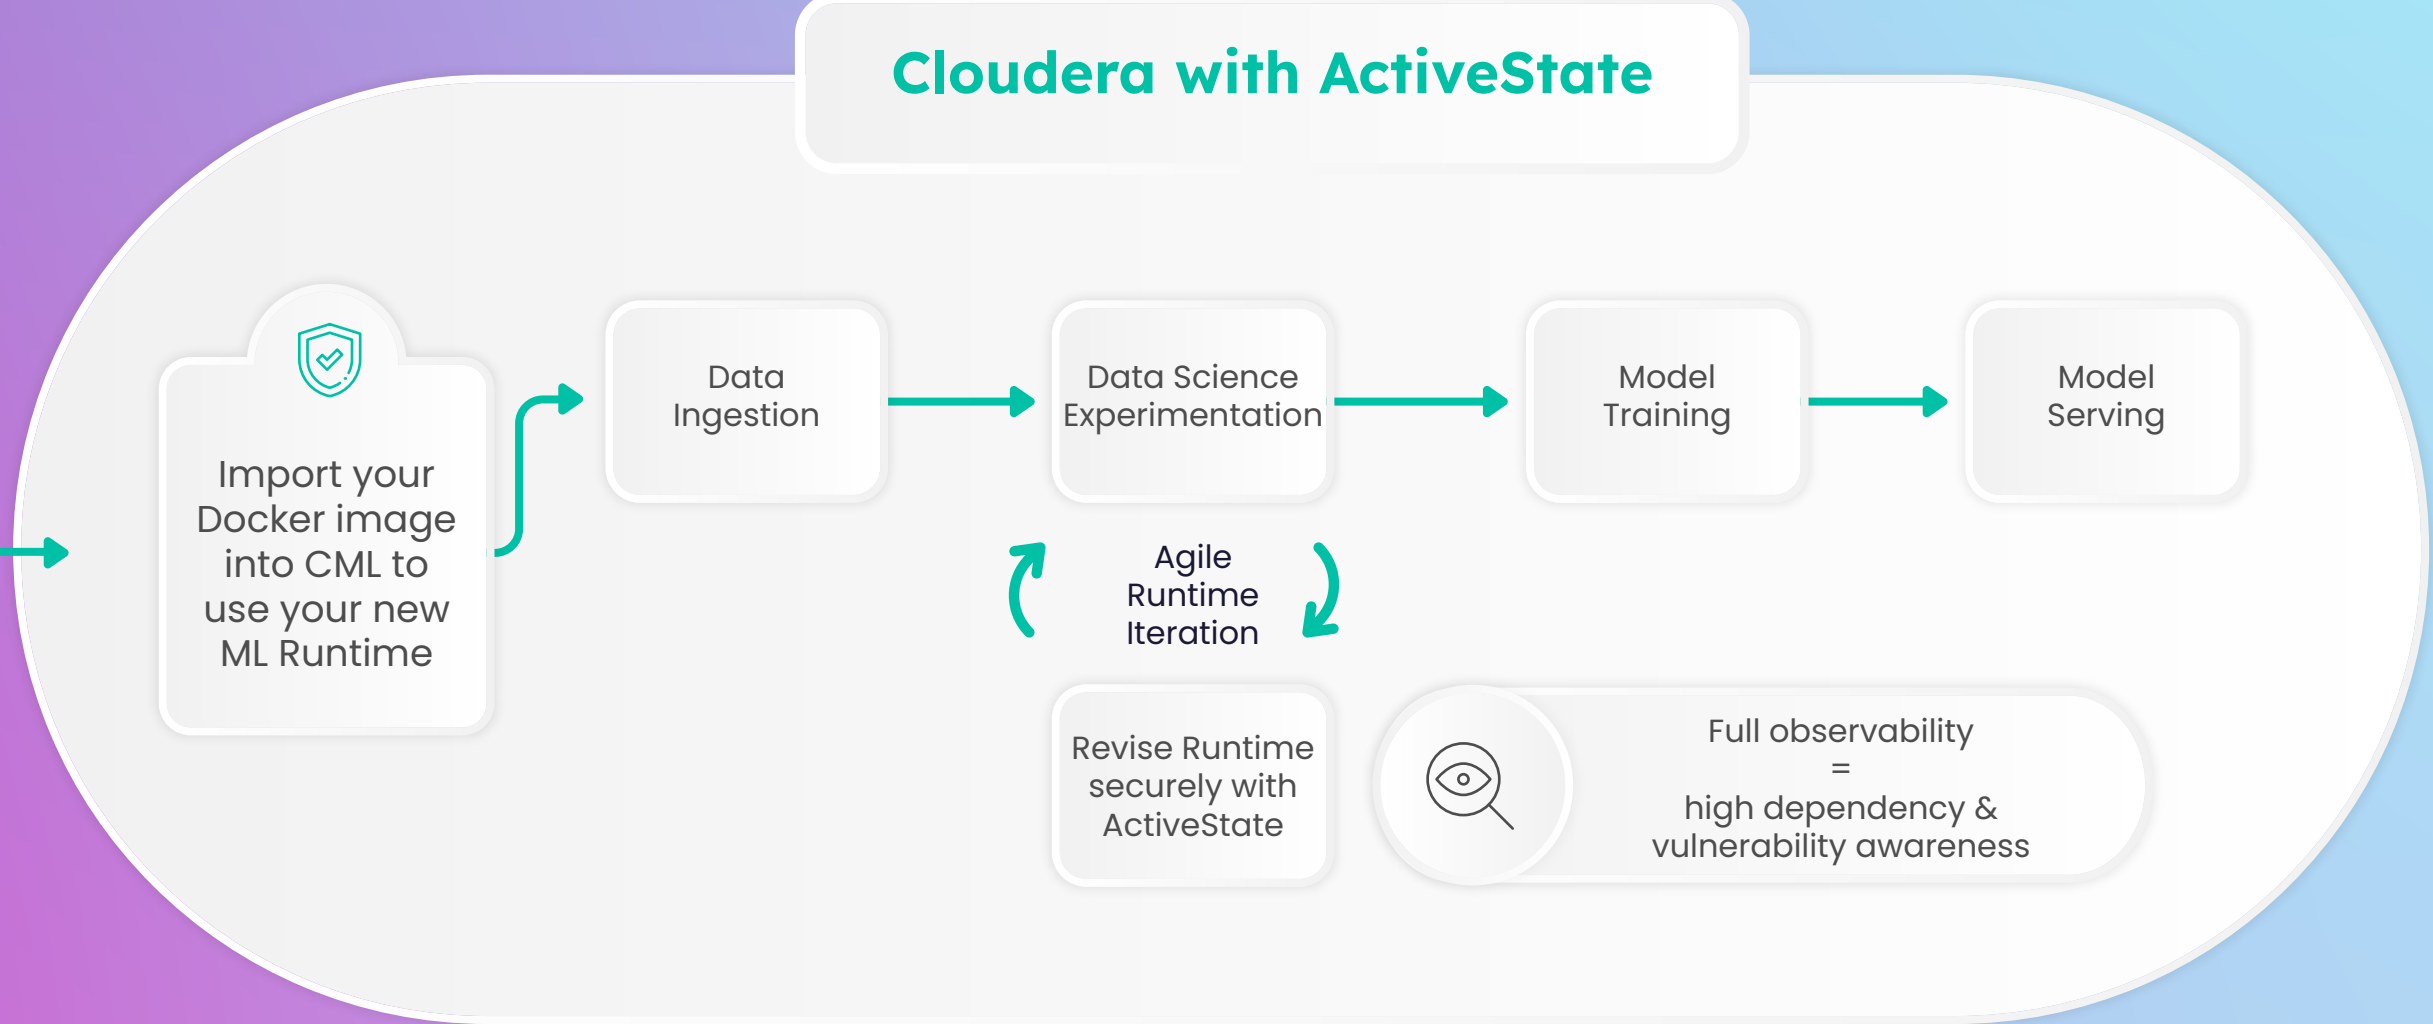 Cloudera with ActiveState
Import your
Docker image
into CML to
use your new
ML Runtime
Data
Ingestion
Data Science
Experimentation
Model
Training
Model
Serving
Agile
Runtime
Iteration
Revise Runtime
securely with
ActiveState
Full observability
=
high dependency &
vulnerability awareness